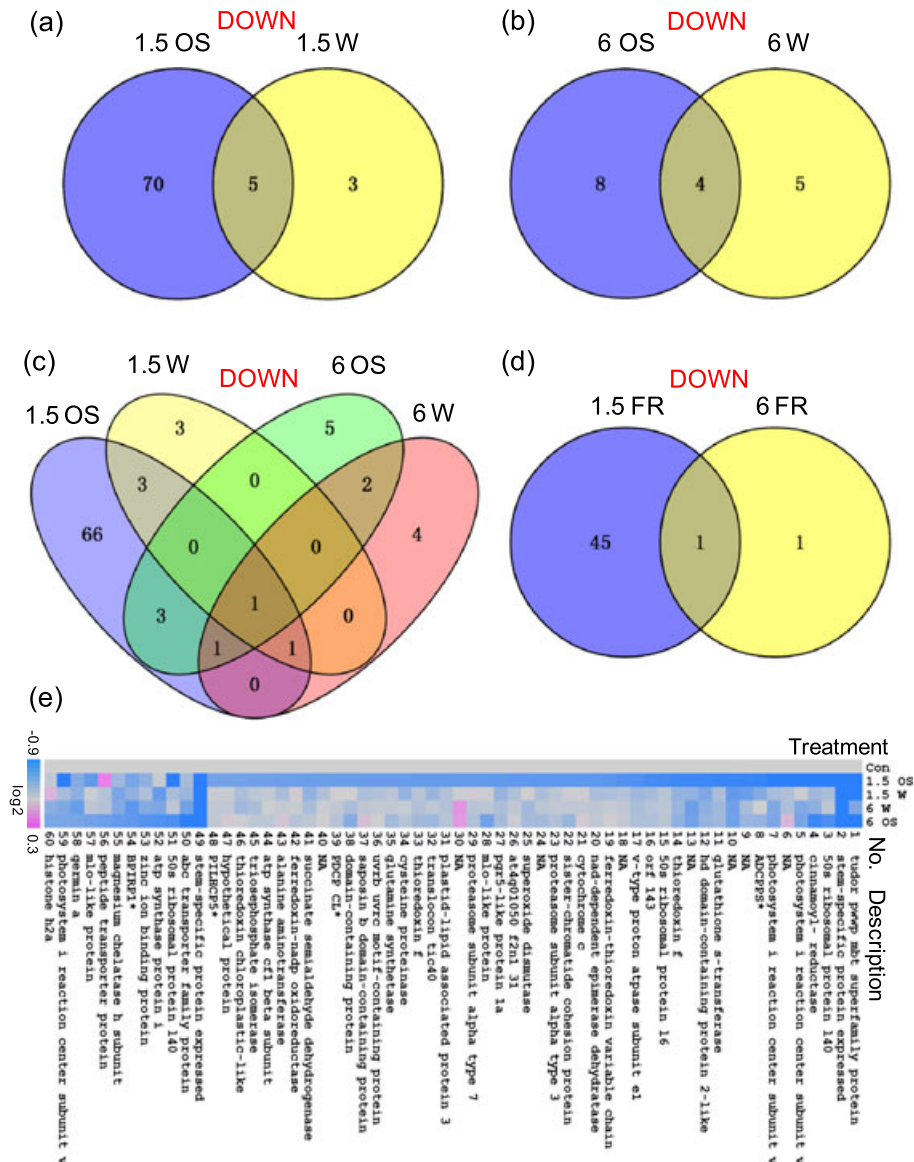 (a)
DOWN
1.5 OS
1.5 W
70
5
3
(b)
DOWN
6 OS
6 W
8
4
5
(c)
1.5 W
DOWN
6 OS
1.5 OS
6 W
3
5
3
0
2
66
0
0
4
3
1
0
1
1
0
(d)
DOWN
1.5 FR
6 FR
45
1
1
(e)
-0.9
log2
0.3
Treatment
Con
1.5 OS
1.5 W
6 W
6 OS
No. Description
1 tudor pwwp mbt superfamily protein
2 stem-specific protein expressed
3 50s ribosomal protein l40
4 cinnamoyl- reductase
5 photosystem i reaction center subunit v
6 NA
7 photosystem i reaction center subunit v
8 ADCPPS*
9 NA
10 NA
11 glutathione s-transferase
12 hd domain-containing protein 2-like
13 NA
14 thioredoxin f
15 50s ribosomal protein l6
16 orf 143
17 v-type proton atpase subunit e1
18 NA
19 ferredoxin-thioredoxin variable chain
20 nad-dependent epimerase dehydratase
21 cytochrome c
22 sister-chromatide cohesion protein
23 proteasome subunit alpha type 3
24 NA
25 superoxide dismutase
26 at4g01050 f2n1 31
27 pgr5-like protein 1a
28 mlo-like protein
29 proteasome subunit alpha type 7
30 NA
31 plastid-lipid associated protein 3
32 translocon tic40
33 thioredoxin f
34 cysteine proteinase
35 glutamine synthetase
36 uvrb uvrc motif-containing protein
37 saposin b domain-containing protein
38 domain-containing protein
39 PDCP CL*
40 NA
41 succinate semialdehyde dehydrogenase
42 ferredoxin-nadp oxidoreductase
43 alanine aminotransferase
44 atp synthase cf1 beta subunit
45 triosephosphate isomerase
46 thioredoxin chloroplastic-like
47 hypothetical protein
48 PTLHCP5*
49 stem-specific protein expressed
50 abc transporter family protein
51 50s ribosomal protein l40
52 atp synthase protein i
53 zinc ion binding protein
54 BPTRP1*
55 magnesium chelatase h subunit
56 peptide transporter protein
57 mlo-like protein
58 germin a
59 photosystem i reaction center subunit v
60 histone h2a